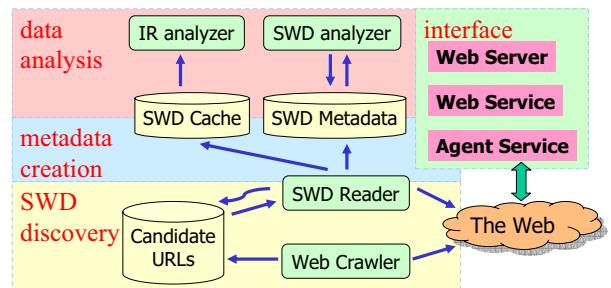 data
analysis
IR analyzer
SWD analyzer
interface
Web Server
Web Service
Agent Service
SWD Cache
SWD Metadata
metadata
creation
SWD
discovery
SWD Reader
Candidate
URLs
Web Crawler
The Web